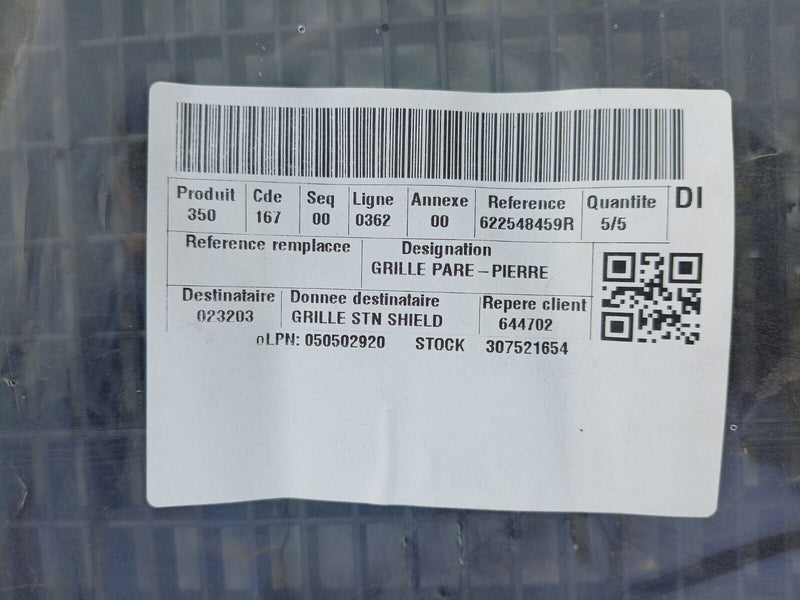 Produit Cde Seq Ligne Annexe Reference Quantite DI
350 167 00 0362 00 622548459R 5/5
Reference remplacee Designation
GRILLE PARE-PIERRE
Destinataire Donnee destinataire Repere client
023203 GRILLE STN SHIELD 644702
oLPN: 050502920 STOCK 307521654